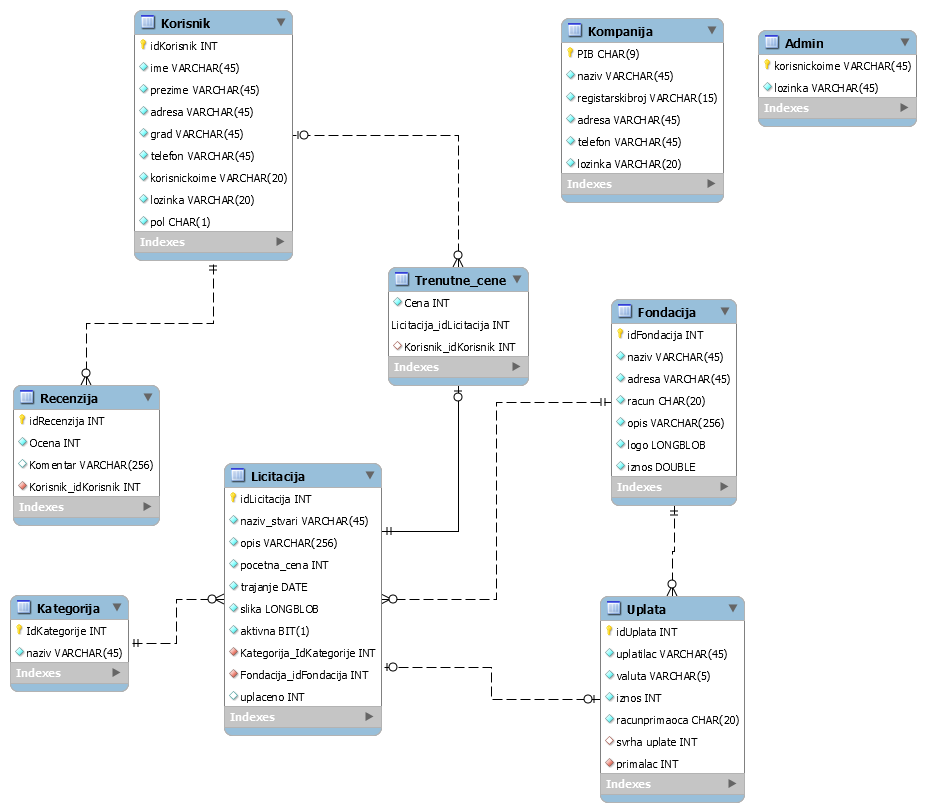 Korisnik
idKorisnik INT
ime VARCHAR(45)
prezime VARCHAR(45)
adresa VARCHAR(45)
grad VARCHAR(45)
telefon VARCHAR(45)
korisnickoime VARCHAR(20)
lozinka VARCHAR(20)
pol CHAR(1)
Indexes
Kompanija
PIB CHAR(9)
naziv VARCHAR(45)
registarskibroj VARCHAR(15)
adresa VARCHAR(45)
telefon VARCHAR(45)
lozinka VARCHAR(20)
Indexes
Admin
korisnickoime VARCHAR(45)
lozinka VARCHAR(45)
Indexes
Trenutne_cene
Cena INT
Licitacija_idLicitacija INT
Korisnik_idKorisnik INT
Indexes
Fondacija
idFondacija INT
naziv VARCHAR(45)
adresa VARCHAR(45)
racun CHAR(20)
opis VARCHAR(256)
logo LONGBLOB
iznos DOUBLE
Indexes
Recenzija
idRecenzija INT
Ocena INT
Komentar VARCHAR(256)
Korisnik_idKorisnik INT
Indexes
Licitacija
idLicitacija INT
naziv_stvari VARCHAR(45)
opis VARCHAR(256)
pocetna_cena INT
trajanje DATE
slika LONGBLOB
aktivna BIT(1)
Kategorija_IdKategorije INT
Fondacija_idFondacija INT
uplaceno INT
Indexes
Kategorija
IdKategorije INT
naziv VARCHAR(45)
Indexes
Uplata
idUplata INT
uplatilac VARCHAR(45)
valuta VARCHAR(5)
iznos INT
racunprimaoca CHAR(20)
svrha uplate INT
primalac INT
Indexes